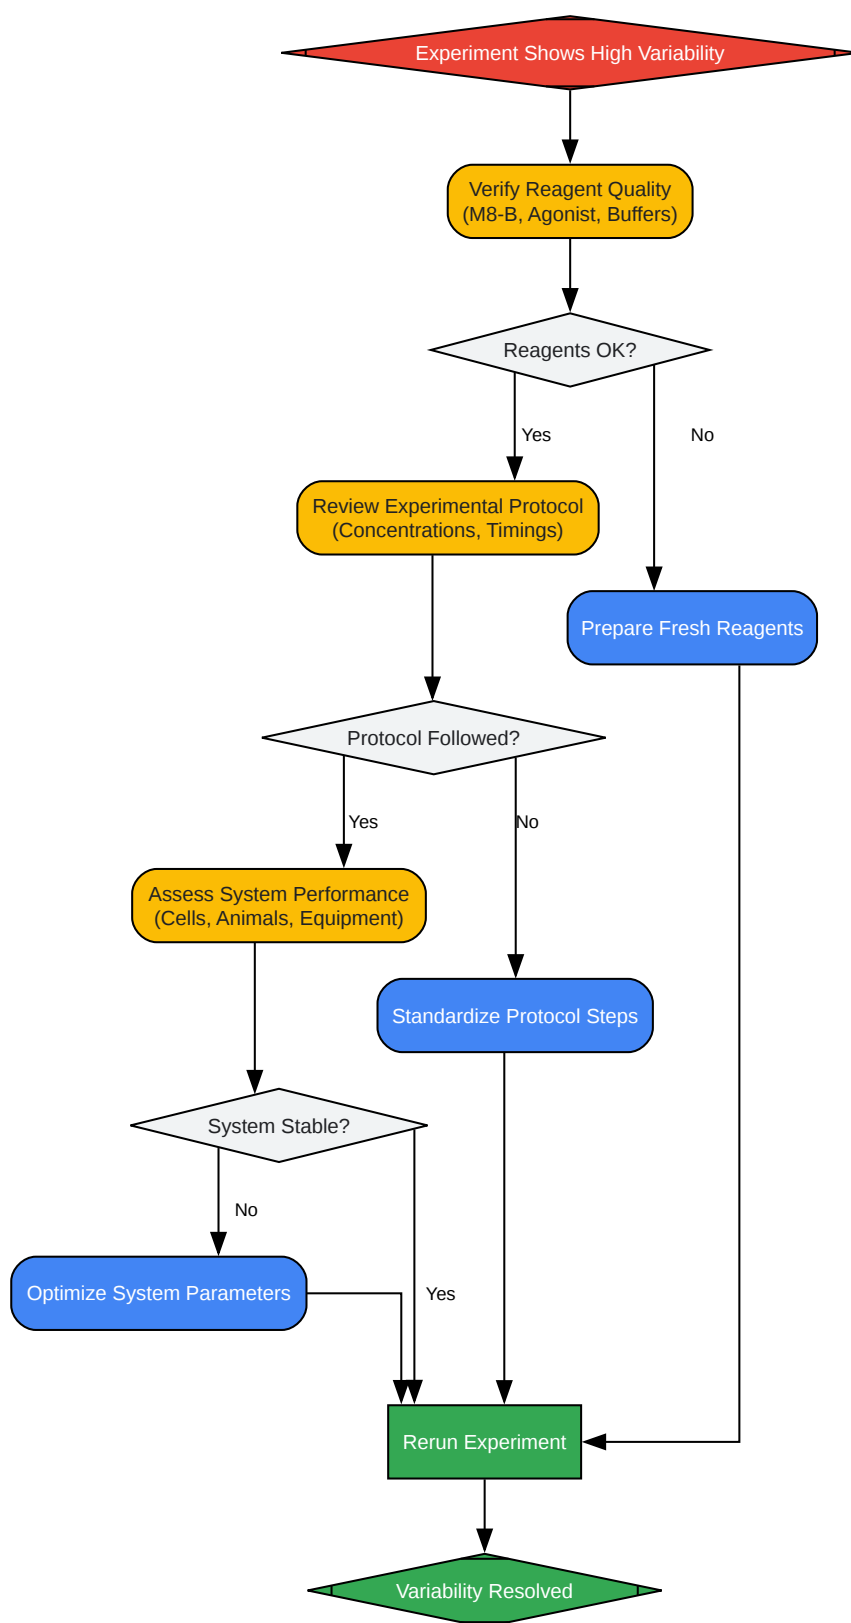 Experiment Shows High Variability
Verify Reagent Quality
(M8-B, Agonist, Buffers)
Reagents OK?
Yes
No
Review Experimental Protocol
(Concentrations, Timings)
Prepare Fresh Reagents
Protocol Followed?
Yes
No
Assess System Performance
(Cells, Animals, Equipment)
Standardize Protocol Steps
System Stable?
No
Optimize System Parameters
Yes
Rerun Experiment
Variability Resolved